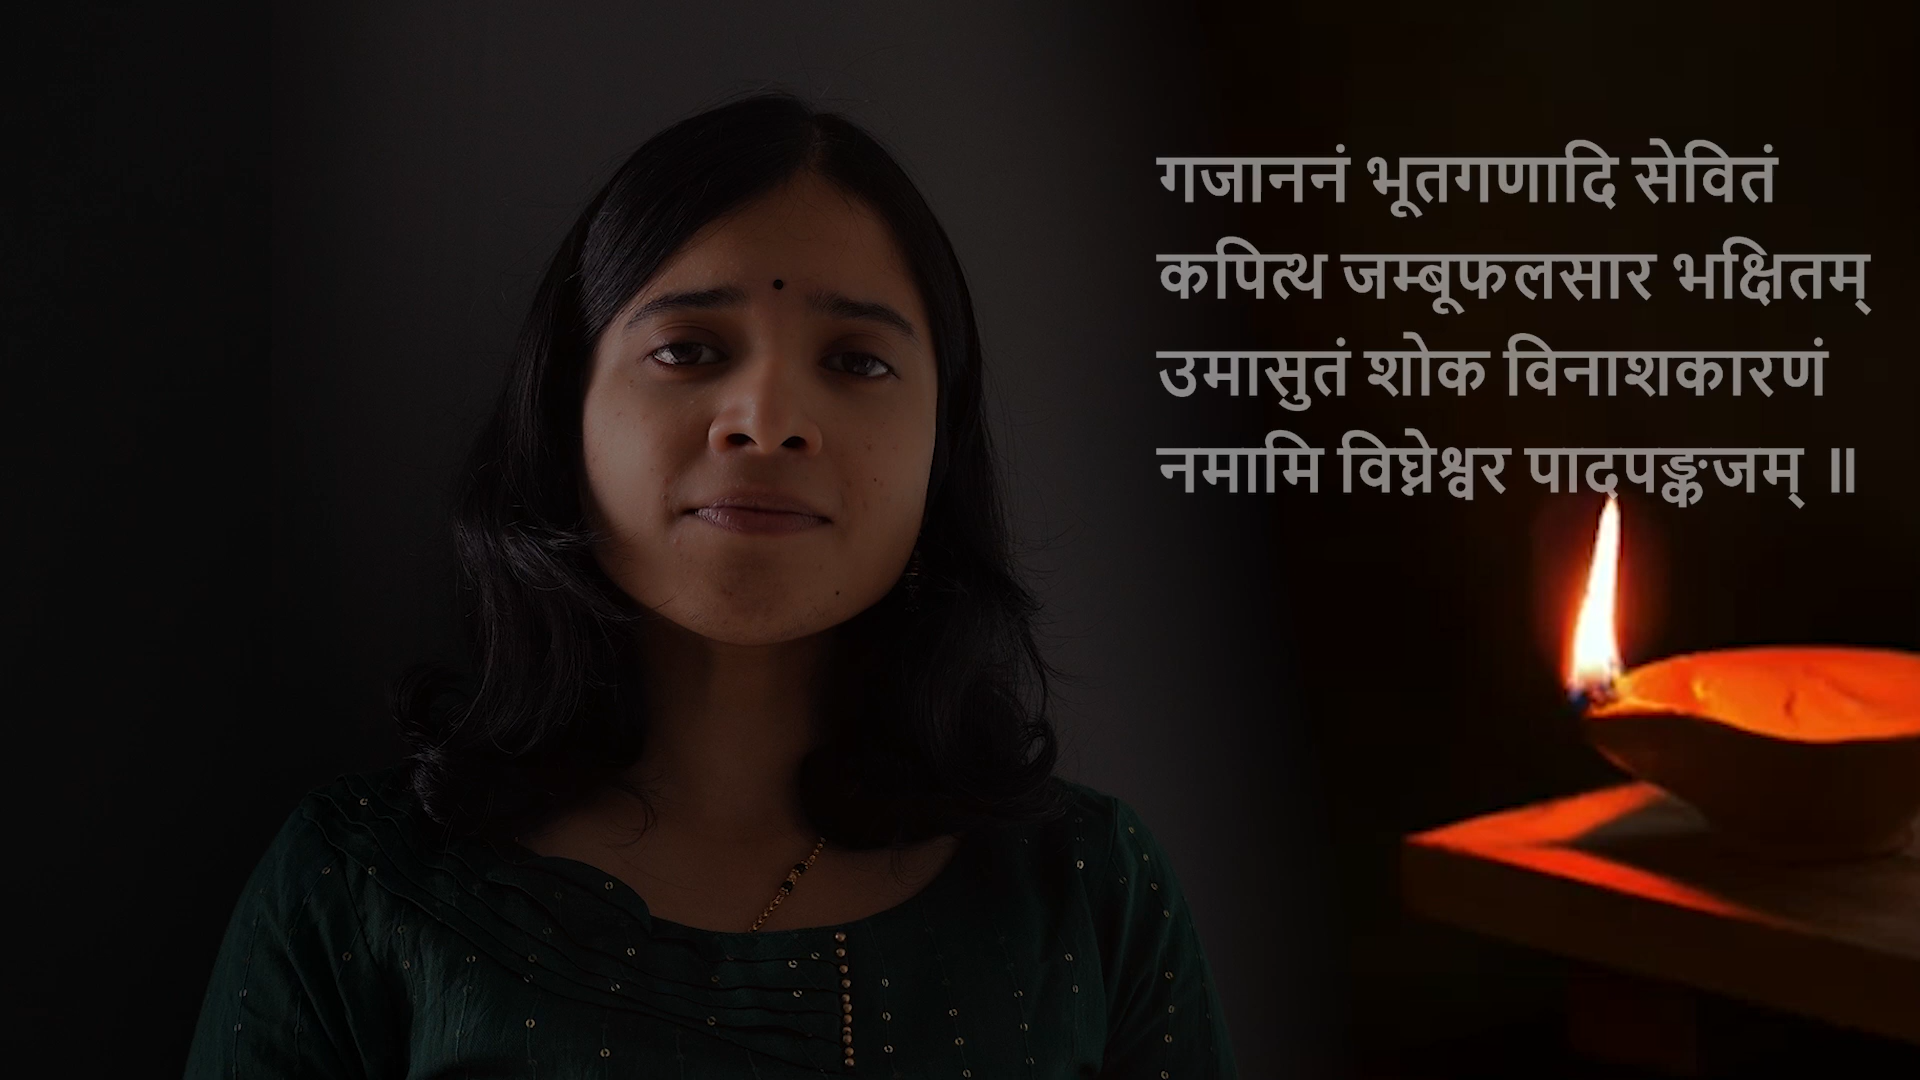 गजाननं भूतगणादि सेवितं
कपित्थ जम्बूफलसार भक्षितम्
उमासुतं शोक विनाशकारणं
नमामि विघ्नेश्वर पादपङ्कजम् ॥